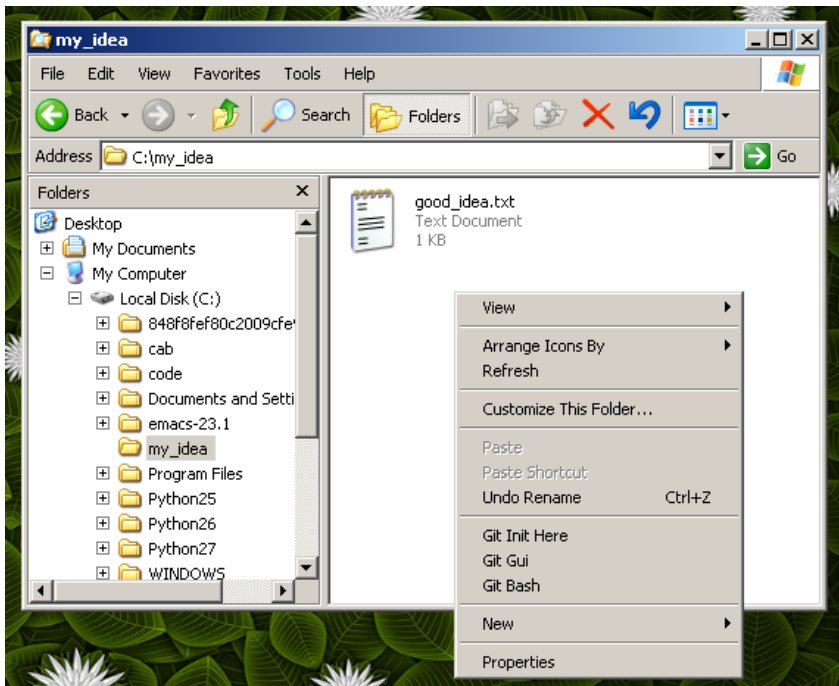 my_idea
File Edit View Favorites Tools Help
Back Search Folders
Address C:\my_idea Go
Folders
Desktop
My Documents
My Computer
Local Disk (C:)
848f8fef80c2009cfe
cab
code
Documents and Setti
emacs-23.1
my_idea
Program Files
Python25
Python26
Python27
WINDOWS
good_idea.txt
Text Document
1 KB
View
Arrange Icons By
Refresh
Customize This Folder...
Paste
Paste Shortcut
Undo Rename Ctrl+Z
Git Init Here
Git Gui
Git Bash
New
Properties